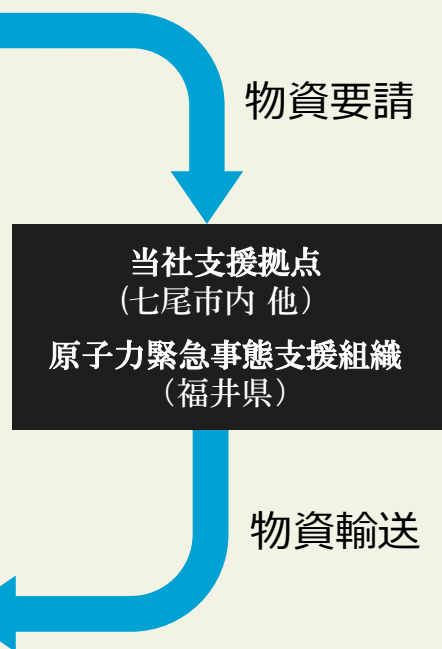 物資要請
当社支援拠点
（七尾市内 他）
原子力緊急事態支援組織
（福井県）
物資輸送